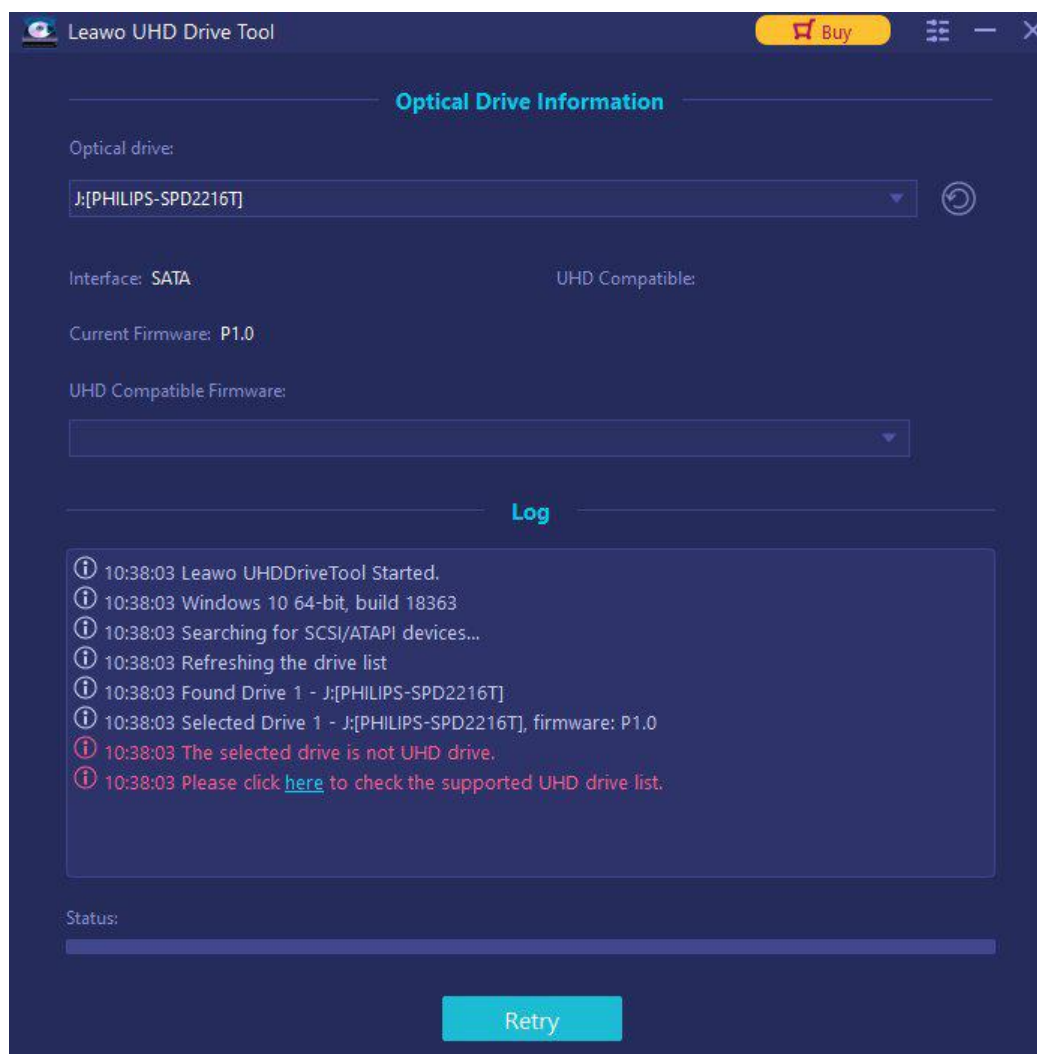 Leawo UHD Drive Tool
Buy
Optical Drive Information
Optical drive:
J:[PHILIPS-SPD2216T]
Interface: SATA
UHD Compatible:
Current Firmware: P1.0
UHD Compatible Firmware:
Log
10:38:03 Leawo UHDDriveTool Started.
10:38:03 Windows 10 64-bit, build 18363
10:38:03 Searching for SCSI/ATAPI devices...
10:38:03 Refreshing the drive list
10:38:03 Found Drive 1 - J:[PHILIPS-SPD2216T]
10:38:03 Selected Drive 1 - J:[PHILIPS-SPD2216T], firmware: P1.0
10:38:03 The selected drive is not UHD drive.
10:38:03 Please click here to check the supported UHD drive list.
Status:
Retry